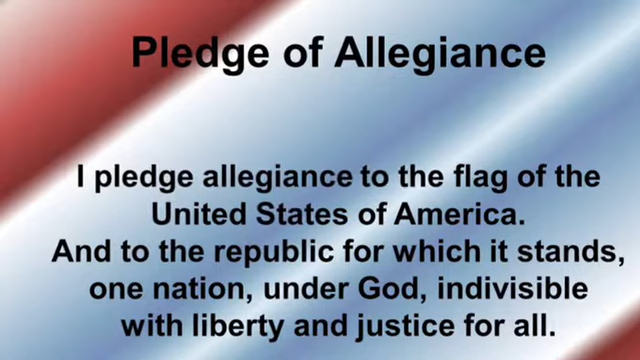 Pledge of Allegiance
I pledge allegiance to the flag of the
United States of America.
And to the republic for which it stands,
one nation, under God, indivisible
with liberty and justice for all.